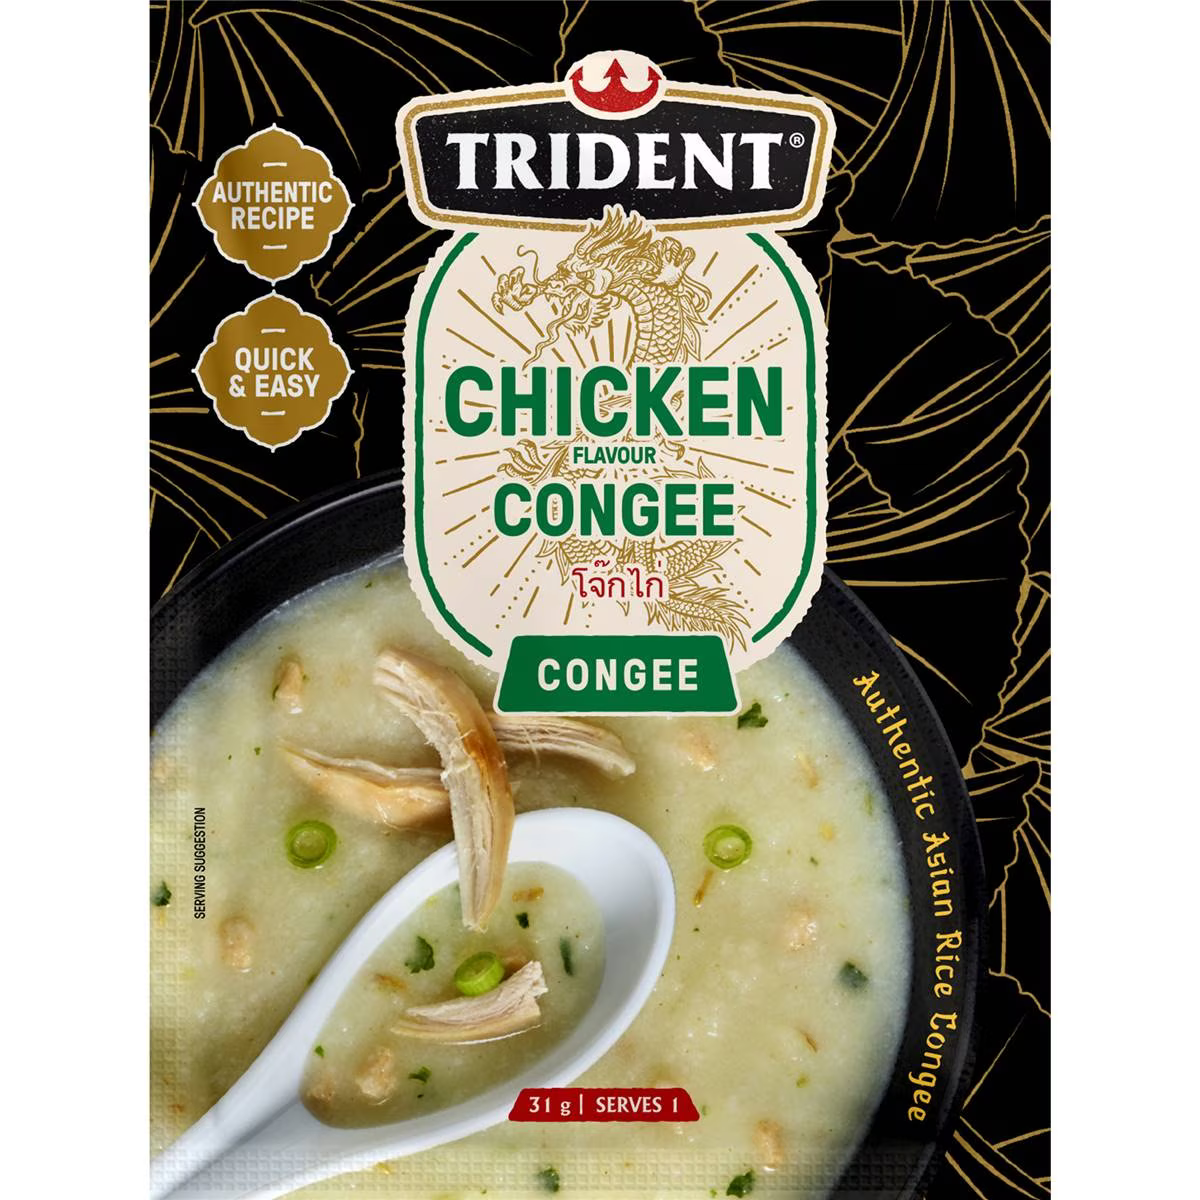 TRIDENT®
AUTHENTIC
RECIPE
QUICK
& EASY
CHICKEN
FLAVOUR
CONGEE
โจ๊กไก่
CONGEE
Authentic Asian Rice Congee
SERVING SUGGESTION
31 g | SERVES 1